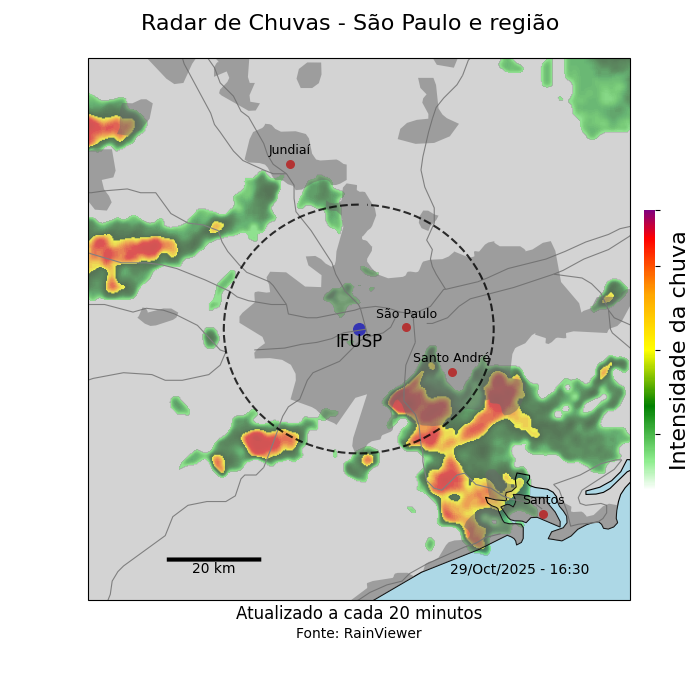 Radar de Chuvas - São Paulo e região
Jundiaí
São Paulo
IFUSP
Santo André
Santos
20 km
29/Oct/2025 - 16:30
Intensidade da chuva
Atualizado a cada 20 minutos
Fonte: RainViewer